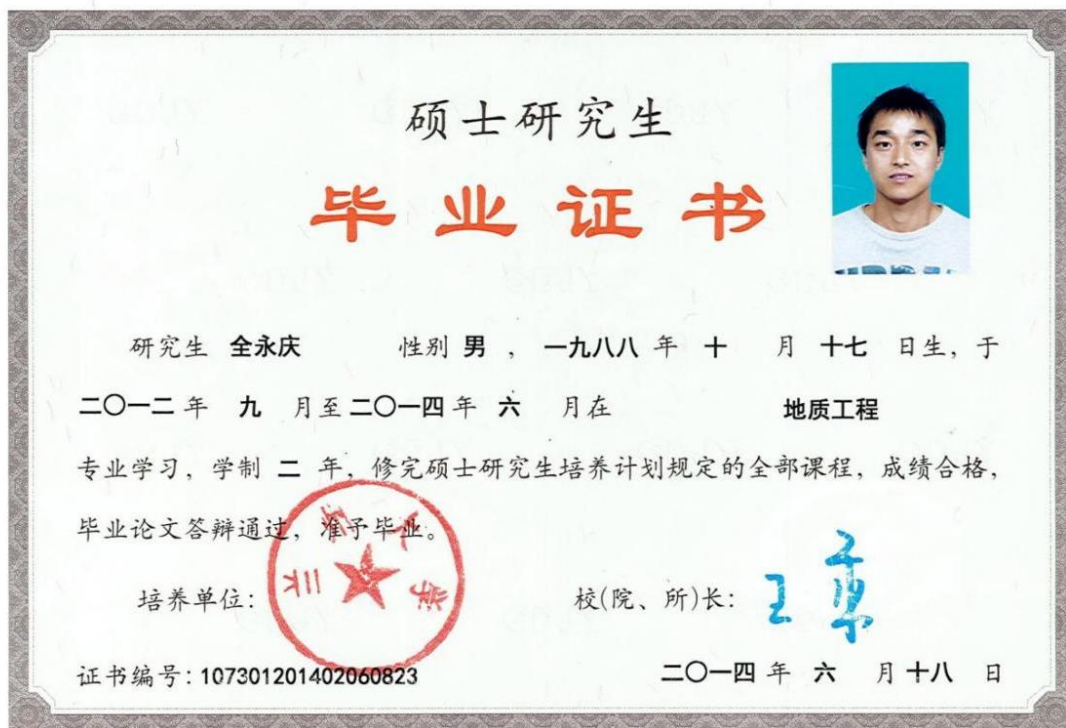 硕士研究生
毕业证书
研究生 全永庆 性别 男 ，一九八八 年 十 月 十七 日生，于
二〇一二 年 九 月至 二〇一四 年 六 月在 地质工程
专业学习，学制 二 年，修完硕士研究生培养计划规定的全部课程，成绩合格，
毕业论文答辩通过，准予毕业。
培养单位：
校(院、所)长：
证书编号：107301201402060823
二〇一四 年 六 月 十八 日